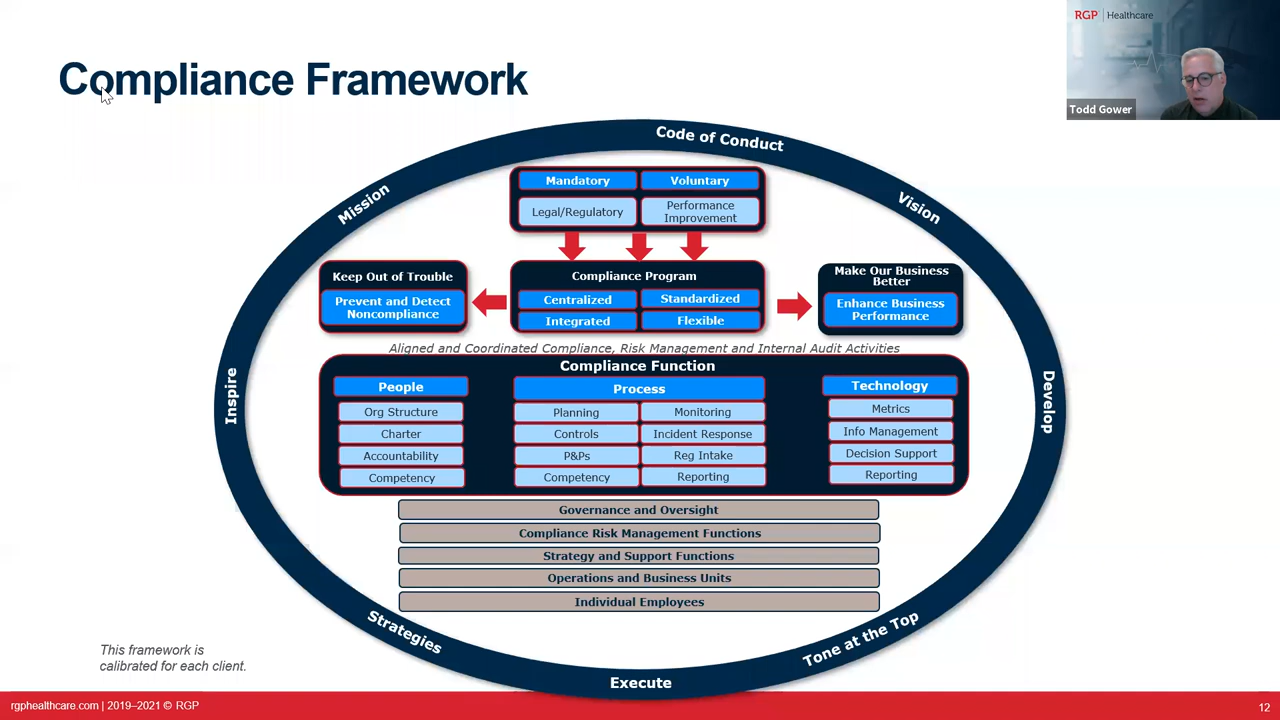 RGP | Healthcare
Todd Gower
Compliance Framework
Code of Conduct
Mission
Vision
Inspire
Develop
Strategies
Tone at the Top
Execute
Mandatory
Voluntary
Legal/Regulatory
Performance
Improvement
Keep Out of Trouble
Prevent and Detect
Noncompliance
Compliance Program
Centralized
Standardized
Integrated
Flexible
Make Our Business
Better
Enhance Business
Performance
Aligned and Coordinated Compliance, Risk Management and Internal Audit Activities
Compliance Function
People
Org Structure
Charter
Accountability
Competency
Process
Planning
Monitoring
Controls
Incident Response
P&Ps
Reg Intake
Competency
Reporting
Technology
Metrics
Info Management
Decision Support
Reporting
Governance and Oversight
Compliance Risk Management Functions
Strategy and Support Functions
Operations and Business Units
Individual Employees
This framework is
calibrated for each client.
rgphealthcare.com | 2019–2021 © RGP
12